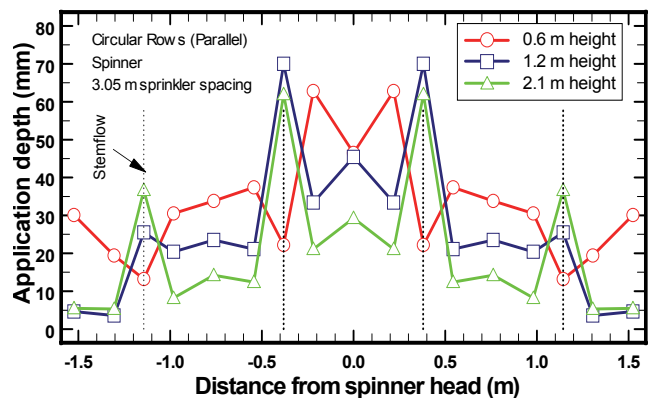 Circular Rows (Parallel)
Spinner
3.05 m sprinkler spacing
0.6 m height
1.2 m height
2.1 m height
Stemflow
Application depth (mm)
80
70
60
50
40
30
20
10
0
-1.5 -1.0 -0.5 0.0 0.5 1.0 1.5
Distance from spinner head (m)